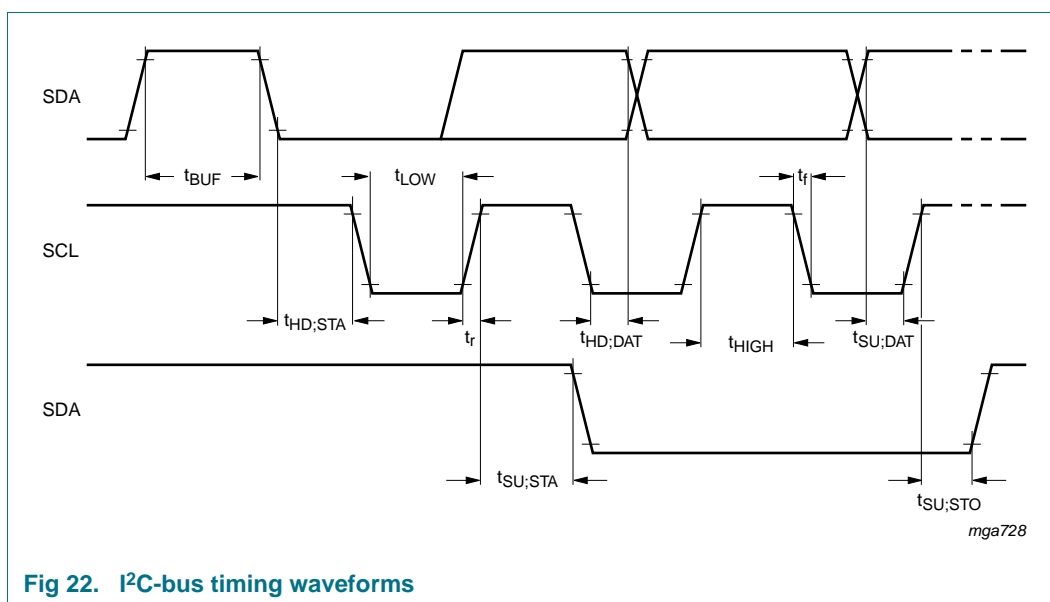 SDA
tBUF
tLOW
tf
SCL
tHD;STA
tr
tHD;DAT
tHIGH
tSU;DAT
SDA
tSU;STA
tSU;STO
mga728
Fig 22. I²C-bus timing waveforms